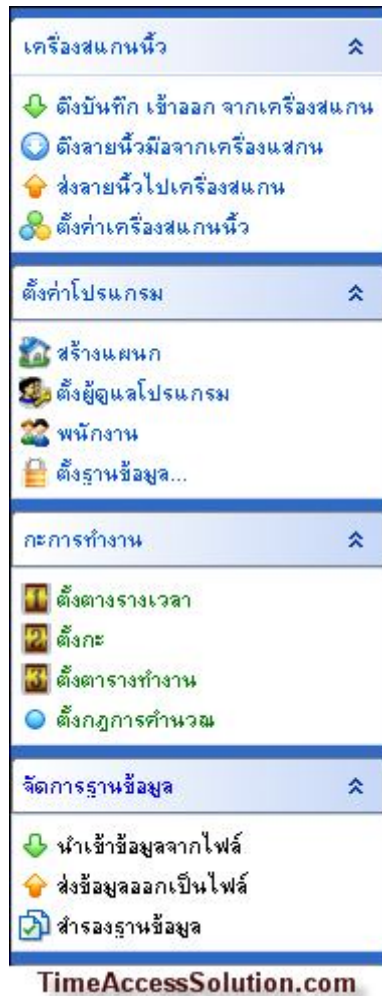 เครื่องสแกนนิ้ว
ดึงบันทึก เข้าออก จากเครื่องสแกน
ดึงลายนิ้วมือจากเครื่องแสกน
ส่งลายนิ้วไปเครื่องสแกน
ตั้งค่าเครื่องสแกนนิ้ว
ตั้งค่าโปรแกรม
สร้างแผนก
ตั้งผู้ดูแลโปรแกรม
พนักงาน
ตั้งฐานข้อมูล...
กะการทำงาน
1 ตั้งตางรางเวลา
2 ตั้งกะ
3 ตั้งตารางทำงาน
ตั้งกฎการคำนวณ
จัดการฐานข้อมูล
นำเข้าข้อมูลจากไฟล์
ส่งข้อมูลออกเป็นไฟล์
สำรองฐานข้อมูล
TimeAccessSolution.com